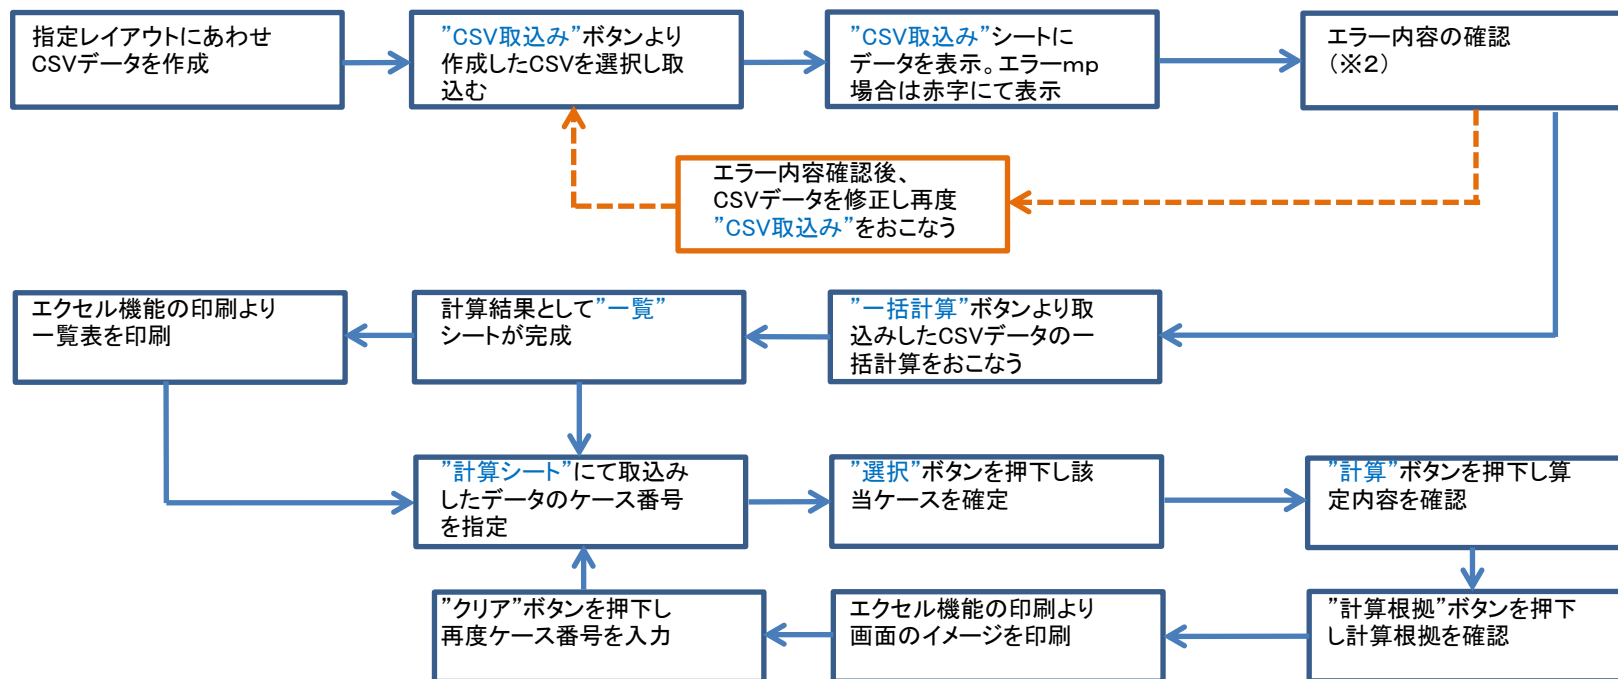 指定レイアウトにあわせ
CSVデータを作成
”CSV取込み”ボタンより
作成したCSVを選択し取
込む
”CSV取込み”シートに
データを表示。エラーmp
場合は赤字にて表示
エラー内容の確認
(※2)
エラー内容確認後、
CSVデータを修正し再度
”CSV取込み”をおこなう
エクセル機能の印刷より
一覧表を印刷
計算結果として”一覧”
シートが完成
”一括計算”ボタンより取
込みしたCSVデータの一
括計算をおこなう
”計算シート”にて取込み
したデータのケース番号
を指定
”選択”ボタンを押下し該
当ケースを確定
”計算”ボタンを押下し算
定内容を確認
”クリア”ボタンを押下し
再度ケース番号を入力
エクセル機能の印刷より
画面のイメージを印刷
”計算根拠”ボタンを押下
し計算根拠を確認